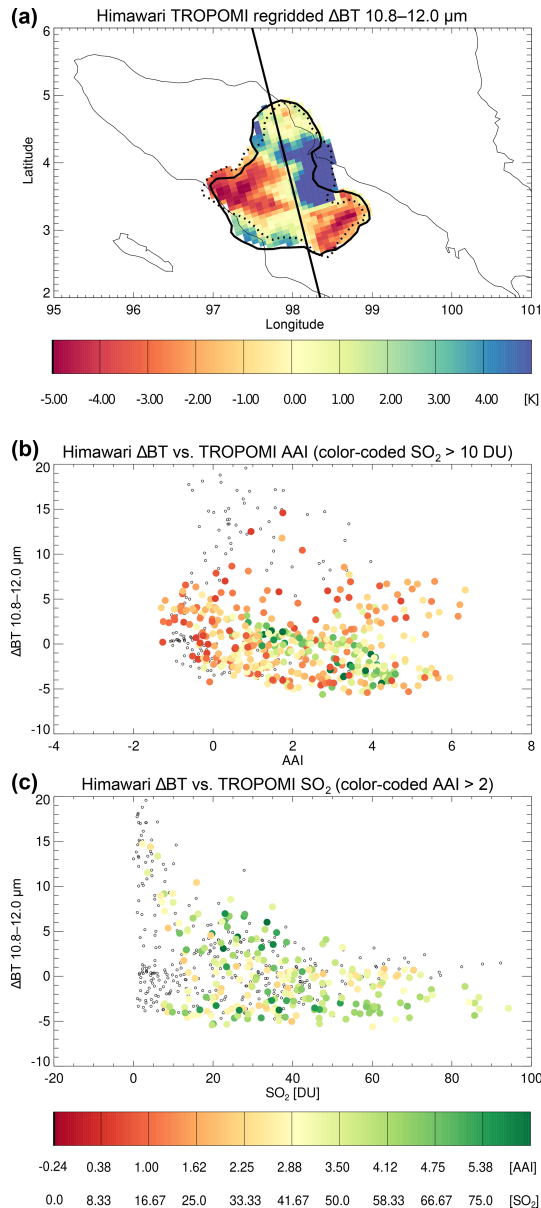 (a) Himawari TROPOMI regridded ΔBT 10.8–12.0 µm
6
5
4
3
2
Latitude
95 96 97 98 99 100 101
Longitude
-5.00 -4.00 -3.00 -2.00 -1.00 0.00 1.00 2.00 3.00 4.00 [K]
(b) Himawari ΔBT vs. TROPOMI AAI (color-coded SO₂ > 10 DU)
20
15
10
5
0
-5
-10
ΔBT 10.8–12.0 µm
-4 -2 0 2 4 6 8
AAI
(c) Himawari ΔBT vs. TROPOMI SO₂ (color-coded AAI > 2)
20
15
10
5
0
-5
-10
ΔBT 10.8–12.0 µm
-20 0 20 40 60 80 100
SO₂ [DU]
-0.24 0.38 1.00 1.62 2.25 2.88 3.50 4.12 4.75 5.38 [AAI]
0.0 8.33 16.67 25.0 33.33 41.67 50.0 58.33 66.67 75.0 [SO₂]